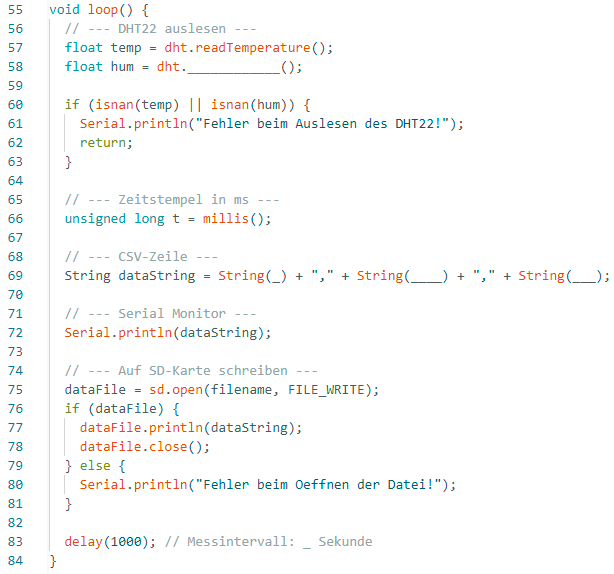 55 void loop() {
56 // --- DHT22 auslesen ---
57 float temp = dht.readTemperature();
58 float hum = dht.____________();
59
60 if (isnan(temp) || isnan(hum)) {
61 Serial.println("Fehler beim Auslesen des DHT22!");
62 return;
63 }
64
65 // --- Zeitstempel in ms ---
66 unsigned long t = millis();
67
68 // --- CSV-Zeile ---
69 String dataString = String(_) + "," + String(____) + "," + String(___);
70
71 // --- Serial Monitor ---
72 Serial.println(dataString);
73
74 // --- Auf SD-Karte schreiben ---
75 dataFile = sd.open(filename, FILE_WRITE);
76 if (dataFile) {
77 dataFile.println(dataString);
78 dataFile.close();
79 } else {
80 Serial.println("Fehler beim Oeffnen der Datei!");
81 }
82
83 delay(1000); // Messintervall: _ Sekunde
84 }